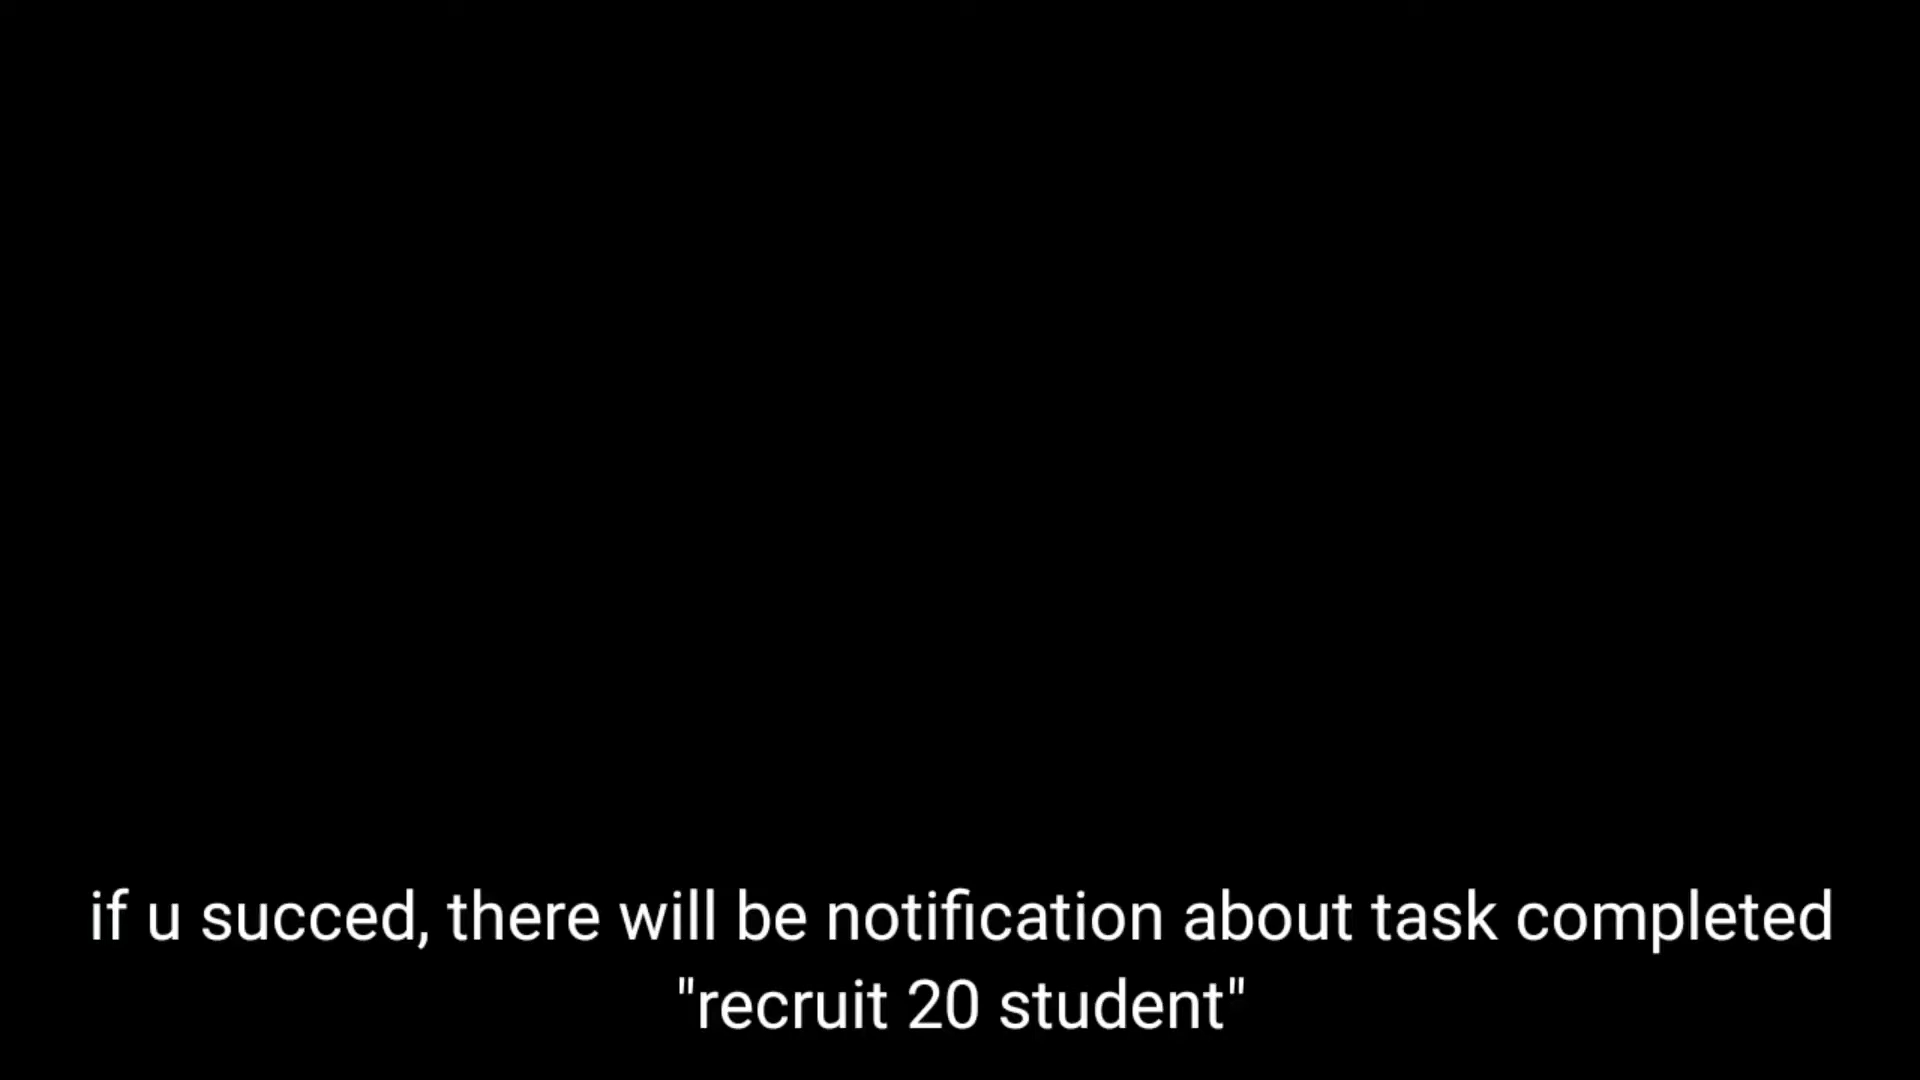 if u succed, there will be notification about task completed
"recruit 20 student"